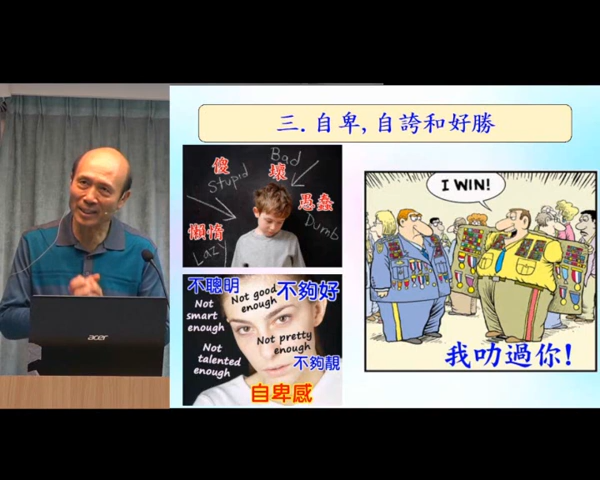 三.自卑,自誇和好勝
傻
Stupid
Bad
壞
愚蠢
Dumb
懶惰
Lazy
不聰明
Not smart enough
Not good enough
不夠好
Not pretty enough
不夠靚
Not talented enough
自卑感
I WIN!
我叻過你!
acer